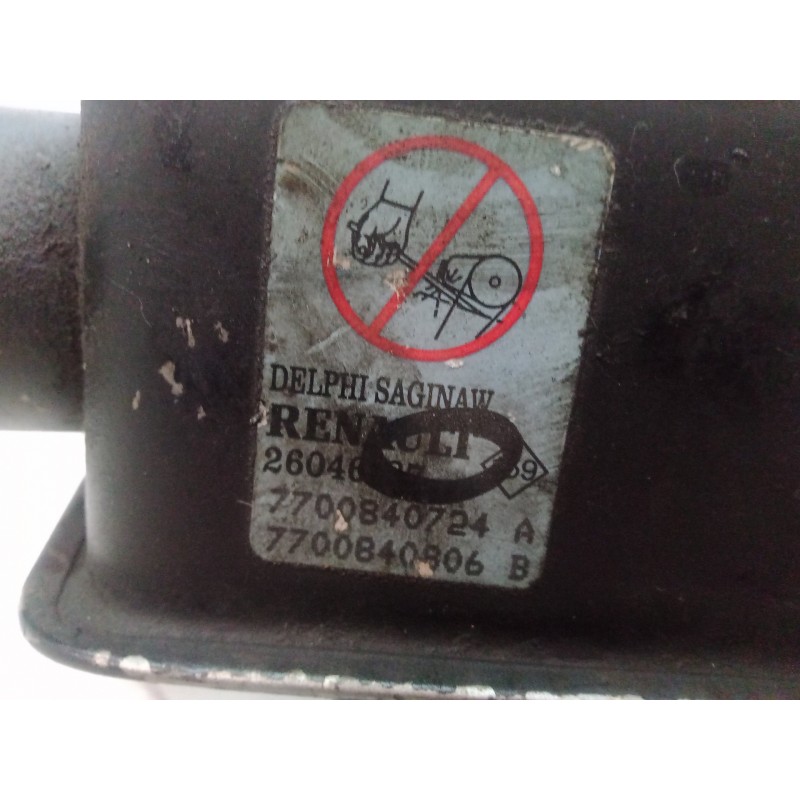 DELPHI SAGINAW
RENAULT
7700840724 A
7700840806 B